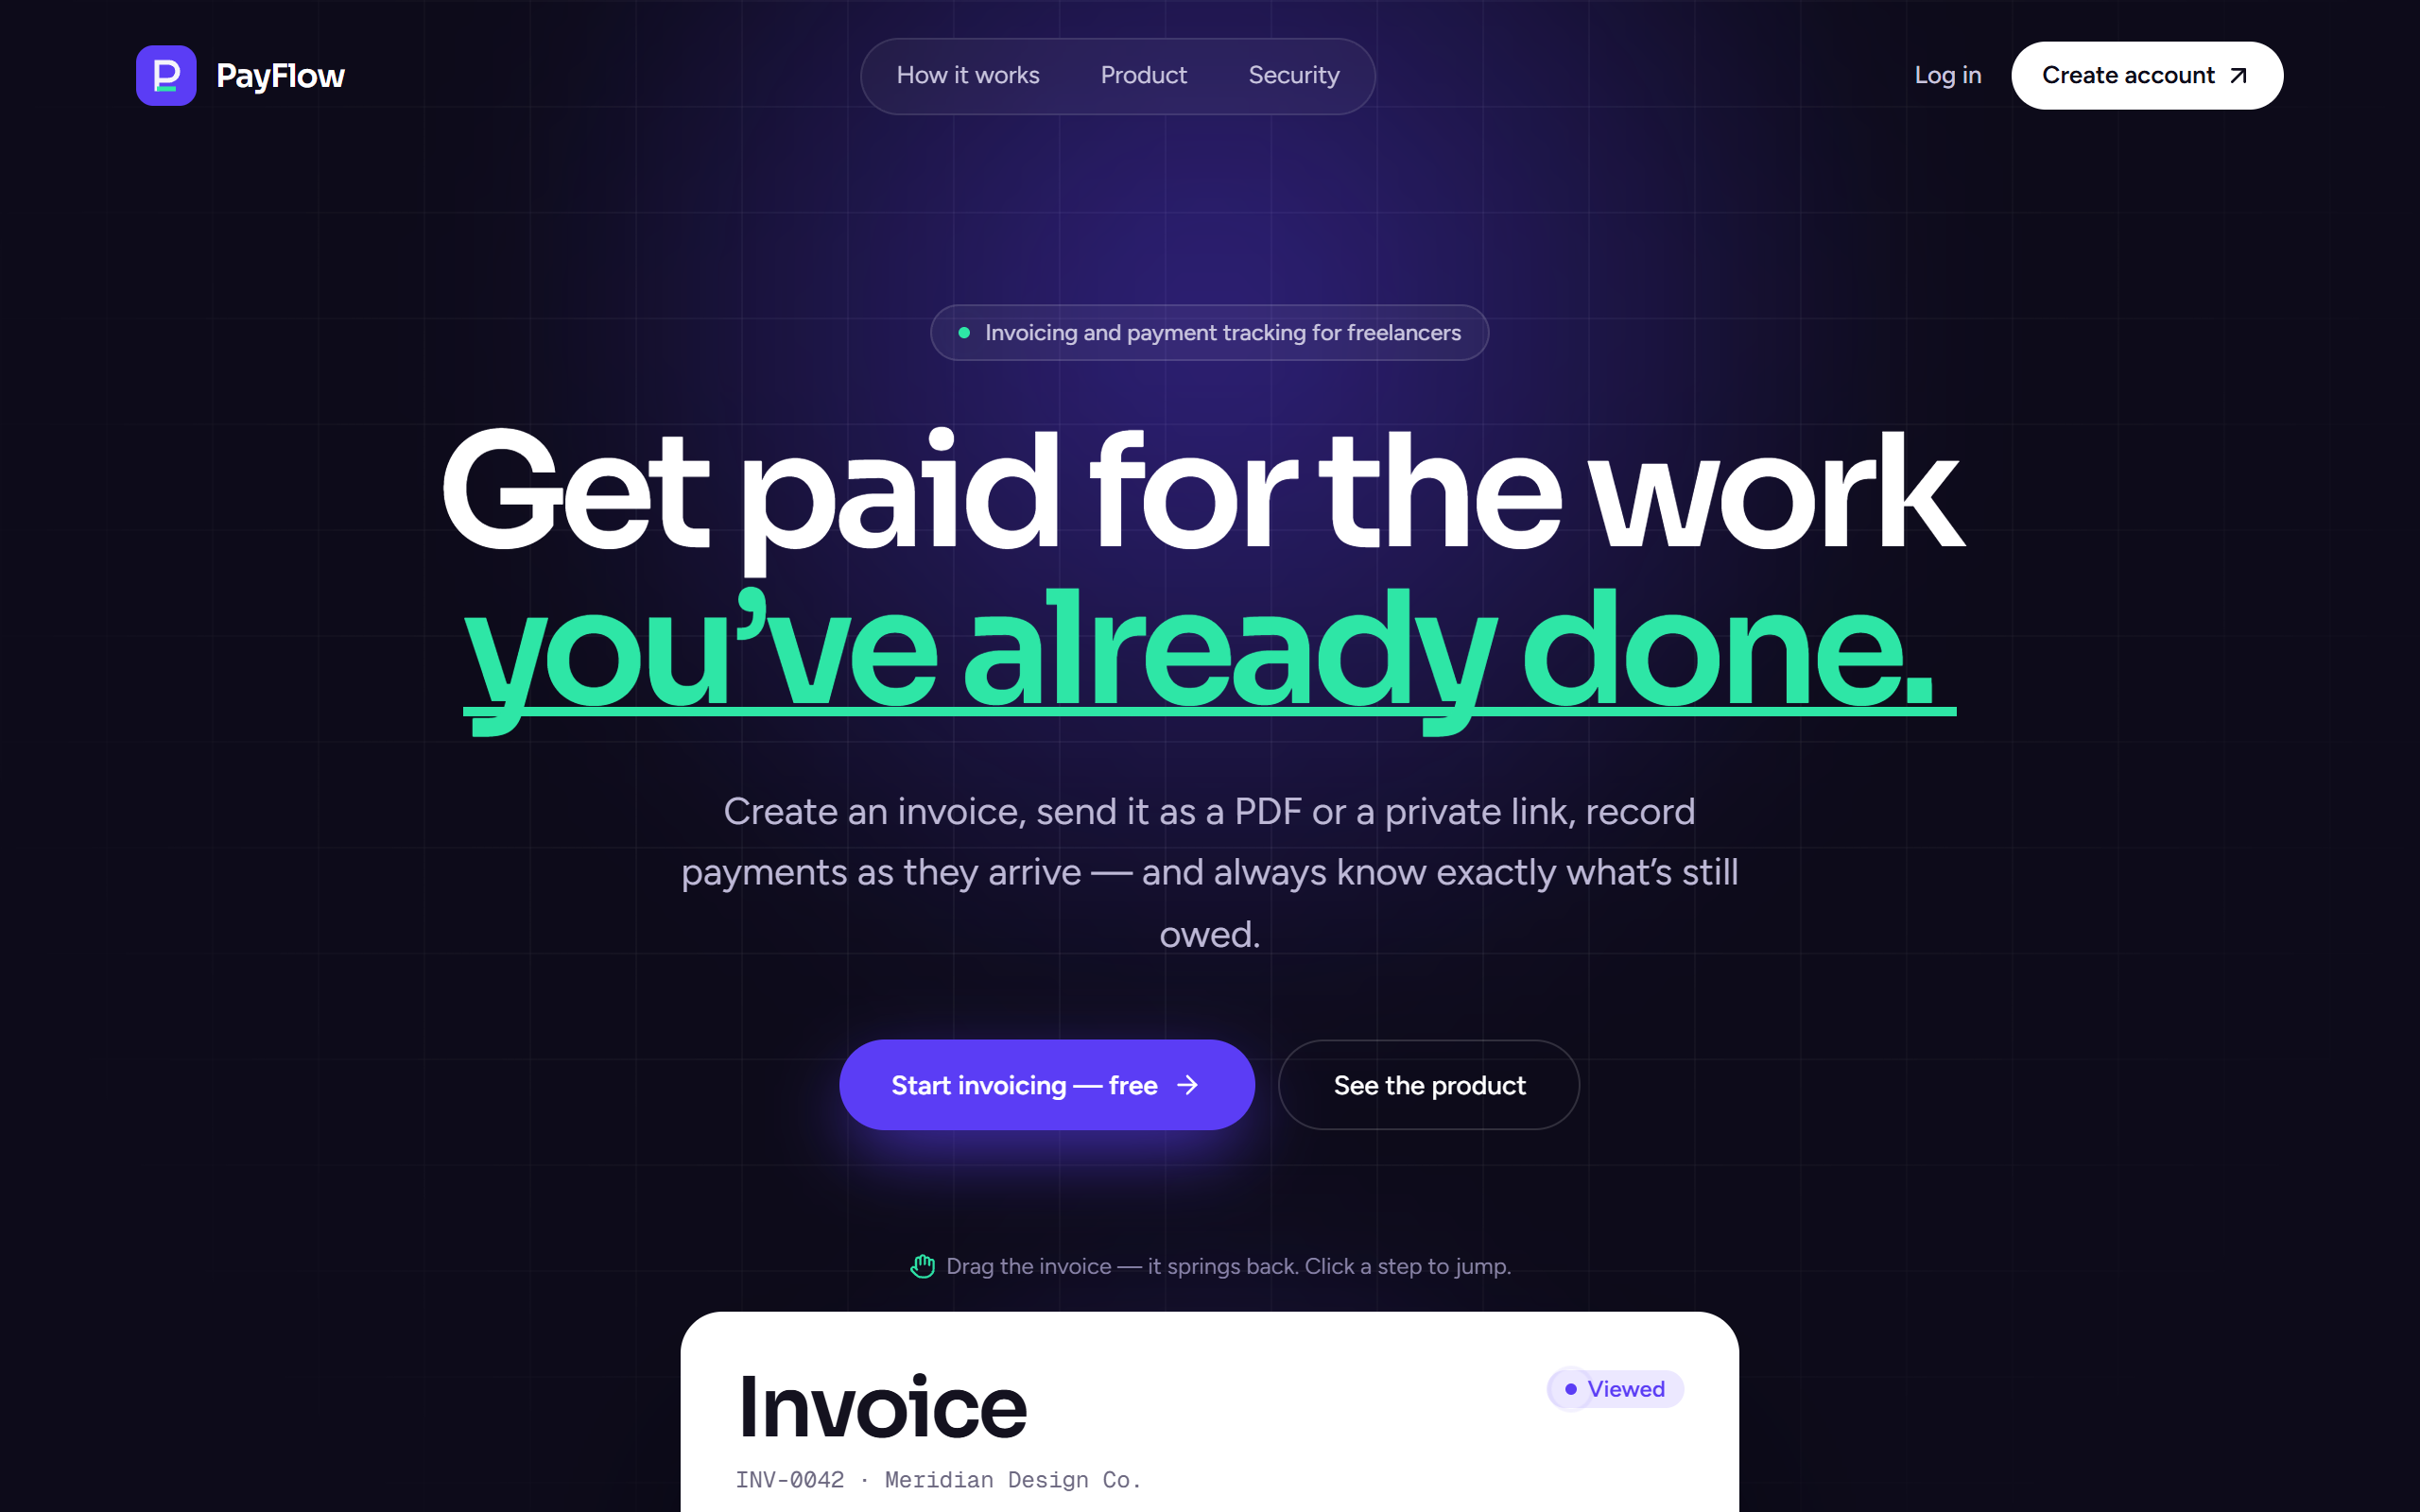 PayFlow
How it works
Product
Security
Log in
Create account
Invoicing and payment tracking for freelancers
Get paid for the work
you’ve already done.
Create an invoice, send it as a PDF or a private link, record
payments as they arrive — and always know exactly what’s still
owed.
Start invoicing — free
See the product
Drag the invoice — it springs back. Click a step to jump.
Invoice
Viewed
INV-0042 · Meridian Design Co.